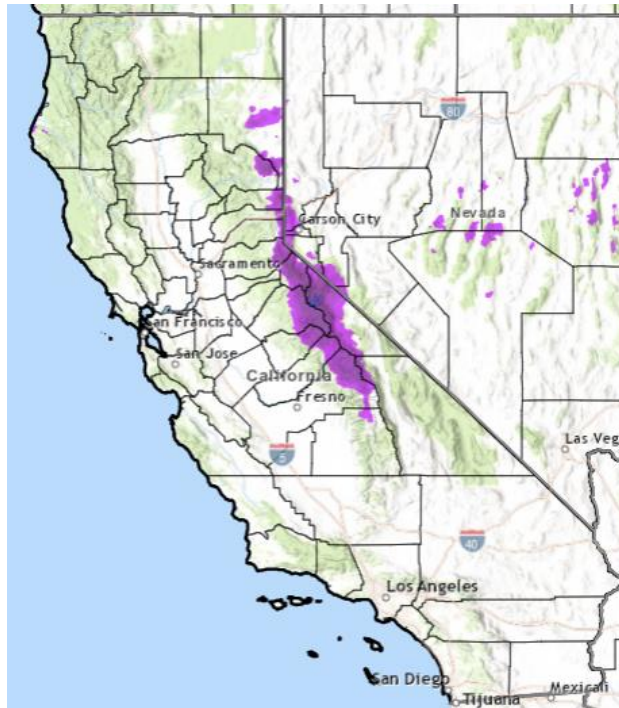 80
Carson City
Nevada
Sacramento
San Francisco
San Jose
California
Fresno
5
Las Veg
40
Los Angeles
San Diego
Tijuana
Mexicali